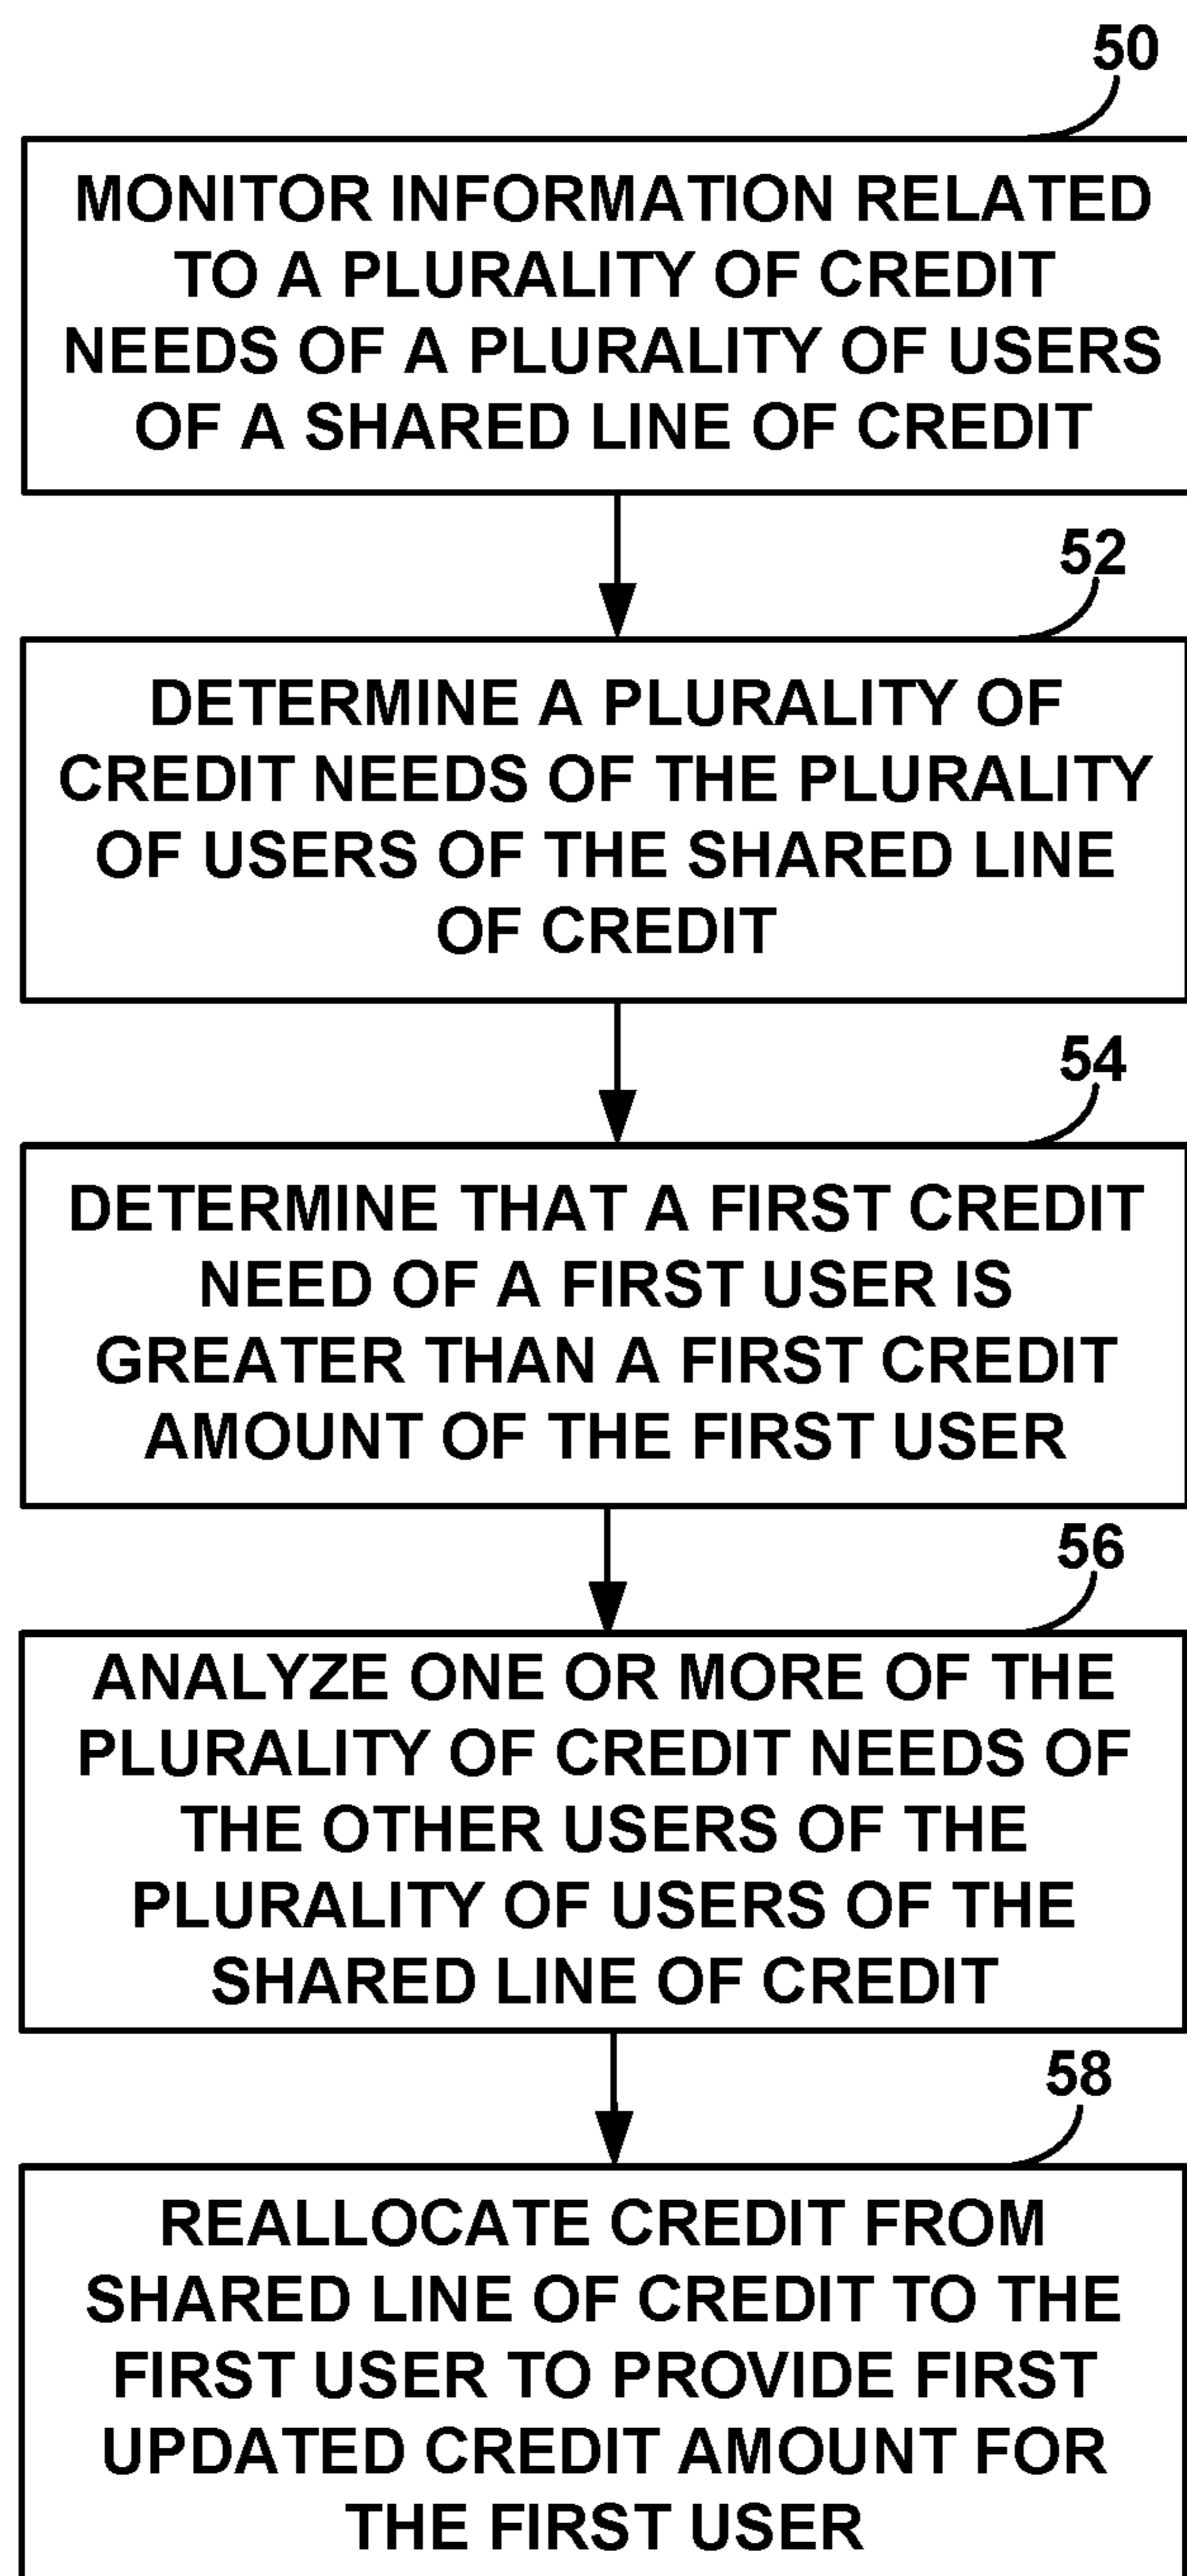 50
MONITOR INFORMATION RELATED
TO A PLURALITY OF CREDIT
NEEDS OF A PLURALITY OF USERS
OF A SHARED LINE OF CREDIT
52
DETERMINE A PLURALITY OF
CREDIT NEEDS OF THE PLURALITY
OF USERS OF THE SHARED LINE
OF CREDIT
54
DETERMINE THAT A FIRST CREDIT
NEED OF A FIRST USER IS
GREATER THAN A FIRST CREDIT
AMOUNT OF THE FIRST USER
56
ANALYZE ONE OR MORE OF THE
PLURALITY OF CREDIT NEEDS OF
THE OTHER USERS OF THE
PLURALITY OF USERS OF THE
SHARED LINE OF CREDIT
58
REALLOCATE CREDIT FROM
SHARED LINE OF CREDIT TO THE
FIRST USER TO PROVIDE FIRST
UPDATED CREDIT AMOUNT FOR
THE FIRST USER